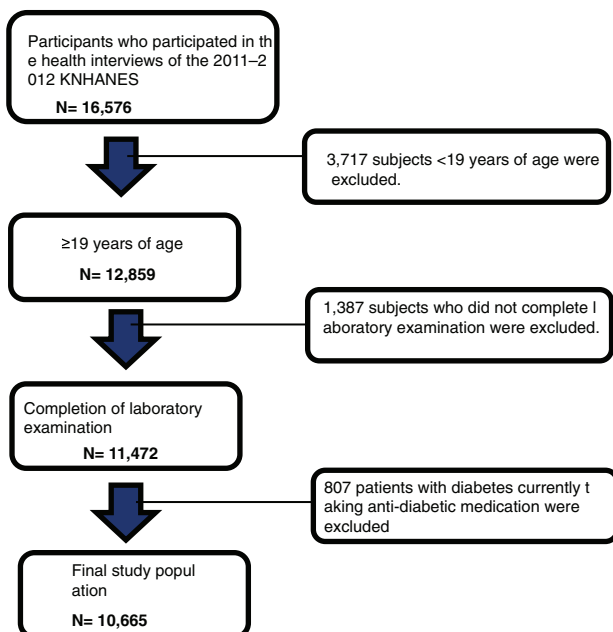 Participants who participated in th
e health interviews of the 2011–2
012 KNHANES
N= 16,576
3,717 subjects <19 years of age were
excluded.
≥19 years of age
N= 12,859
1,387 subjects who did not complete l
aboratory examination were excluded.
Completion of laboratory
examination
N= 11,472
807 patients with diabetes currently t
aking anti-diabetic medication were
excluded
Final study popul
ation
N= 10,665